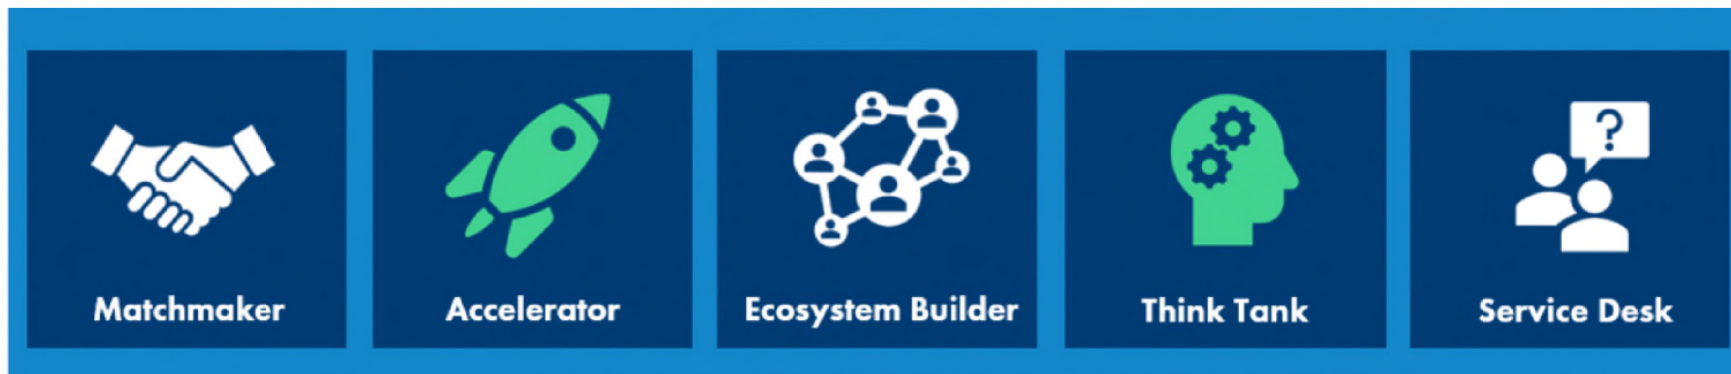 ?
Matchmaker
Accelerator
Ecosystem Builder
Think Tank
Service Desk